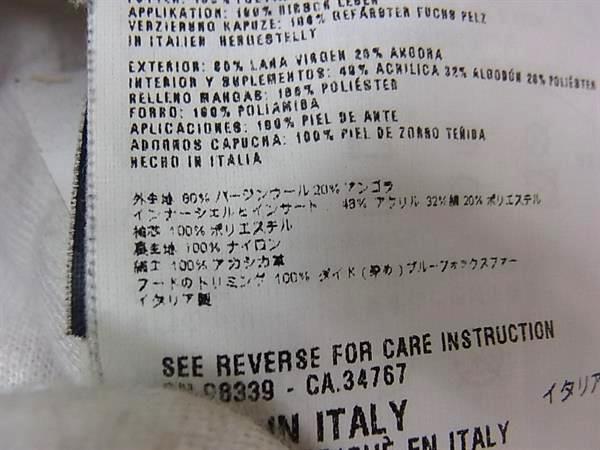 APPLIKATION: 100% HIRSCH LEDER
VERZIERUNG KAPUZE: 100% GEFÄRBTER FUCHS PELZ
IN ITALIEN HERGESTELLT
EXTERIOR: 80% LANA VIRGEN 20% ANGORA
INTERIOR Y SUPLEMENTOS: 48% ACRILICA 32% ALGODÓN 20% POLIÉSTER
RELLENO MANGAS: 100% POLIÉSTER
FORRO: 100% POLIAMIDA
APLICACIONES: 100% PIEL DE ANTE
ADORNOS CAPUCHA: 100% PIEL DE ZORRO TEÑIDA
HECHO IN ITALIA
外生地 80% バージンウール 20% アンゴラ
インナーシェルとインサート: 48% アクリル 32% 綿 20% ポリエステル
袖芯 100% ポリエステル
裏生地 100% ナイロン
100% アカシカ革
フードのトリミング 100% ダイド (染め) ブルーフォックスファー
イタリア製
SEE REVERSE FOR CARE INSTRUCTION
98339 - CA.34767
イタリア
IN ITALY
EN ITALY